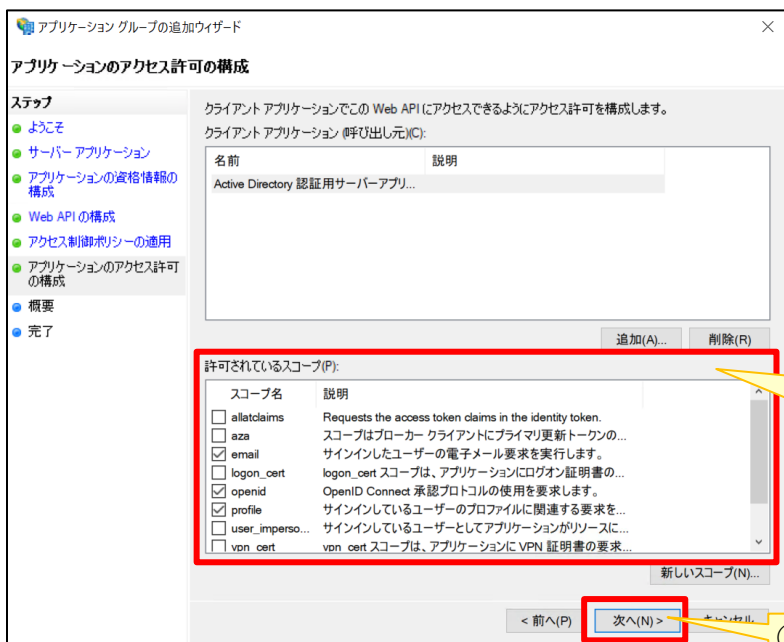 アプリケーション グループの追加ウィザード
アプリケーションのアクセス許可の構成
ステップ
ようこそ
サーバー アプリケーション
アプリケーションの資格情報の
構成
Web API の構成
アクセス制御ポリシーの適用
アプリケーションのアクセス許可
の構成
概要
完了
クライアント アプリケーションでこの Web API にアクセスできるようにアクセス許可を構成します。
クライアント アプリケーション (呼び出し元)(C):
名前 説明
Active Directory 認証用サーバーアプリ...
追加(A)... 削除(R)
許可されているスコープ(P):
スコープ名 説明
allatclaims Requests the access token claims in the identity token.
aza スコープはブローカー クライアントにプライマリ更新トークンの...
email サインインしたユーザーの電子メール要求を実行します。
logon_cert logon_cert スコープは、アプリケーションにログオン証明書の...
openid OpenID Connect 承認プロトコルの使用を要求します。
profile サインインしているユーザーのプロファイルに関連する要求を...
user_imperso... サインインしているユーザーとしてアプリケーションがリソースに...
vpn_cert vpn_cert スコープは、アプリケーションに VPN 証明書の要求...
新しいスコープ(N)...
< 前へ(P) 次へ(N) > キャンセル